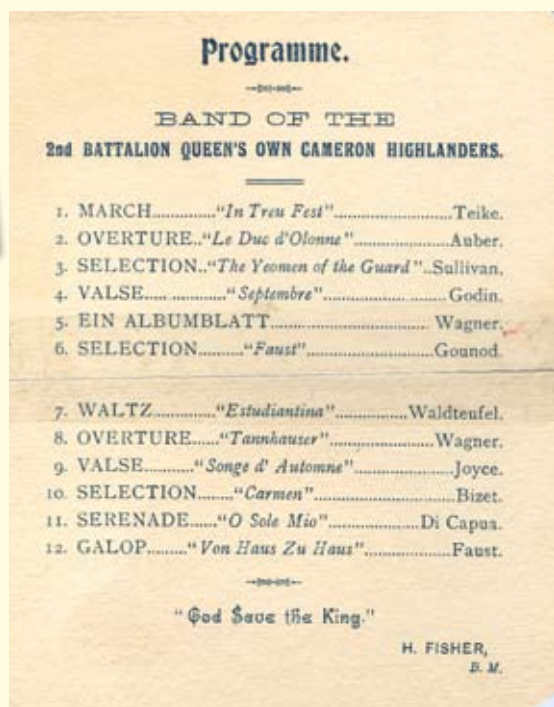 Programme.
BAND OF THE
2nd BATTALION QUEEN'S OWN CAMERON HIGHLANDERS.
1. MARCH..............."In Treu Fest"...........................Teike.
2. OVERTURE.."Le Duc d'Olonne"......................Auber.
3. SELECTION.."The Yeomen of the Guard"..Sullivan.
4. VALSE..... ............"Septembre"................... .........Godin.
5. EIN ALBUMBLATT.................................... Wagner.
6. SELECTION.........."Faust".............................Gounod.
7. WALTZ.............."Estudiantina".................Waldteufel.
8. OVERTURE......"Tannhauser"........................Wagner.
9. VALSE............"Songe d' Automne".......................Joyce.
10. SELECTION........"Carmen".................................Bizet.
11. SERENADE......"O Sole Mio".....................Di Capua.
12. GALOP........."Von Haus Zu Haus"....................Faust.
"God Save the King."
H. FISHER,
B. M.